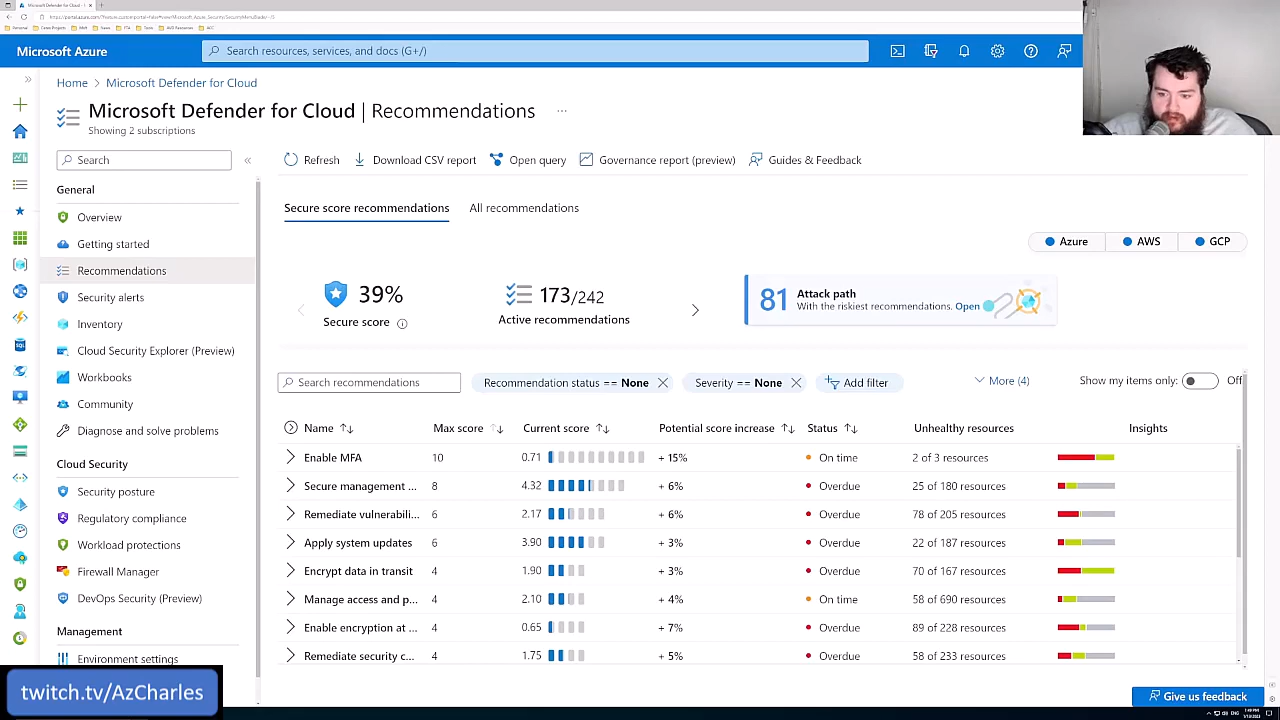 Microsoft Defender for Cloud - 
Personal
News
Tools
Microsoft Azure
Search resources, services, and docs (G+/)
Home > Microsoft Defender for Cloud
Microsoft Defender for Cloud | Recommendations ...
Showing 2 subscriptions
Search
«
General
Overview
Getting started
Recommendations
Security alerts
Inventory
Cloud Security Explorer (Preview)
Workbooks
Community
Diagnose and solve problems
Cloud Security
Security posture
Regulatory compliance
Workload protections
Firewall Manager
DevOps Security (Preview)
Management
Environment settings
Refresh Download CSV report Open query Governance report (preview) Guides & Feedback
Secure score recommendations All recommendations
Azure AWS GCP
39%
Secure score
173/242
Active recommendations
81 Attack path
With the riskiest recommendations. Open
Search recommendations Recommendation status == None Severity == None Add filter More (4) Show my items only: Off
Name Max score Current score Potential score increase Status Unhealthy resources Insights
Enable MFA 10 0.71 + 15% On time 2 of 3 resources
Secure management ... 8 4.32 + 6% Overdue 25 of 180 resources
Remediate vulnerabili... 6 2.17 + 6% Overdue 78 of 205 resources
Apply system updates 6 3.90 + 3% Overdue 22 of 187 resources
Encrypt data in transit 4 1.90 + 3% Overdue 70 of 167 resources
Manage access and p... 4 2.10 + 4% On time 58 of 690 resources
Enable encryption at ... 4 0.65 + 7% Overdue 89 of 228 resources
Remediate security c... 4 1.75 + 5% Overdue 58 of 233 resources
Give us feedback
twitch.tv/AzCharles